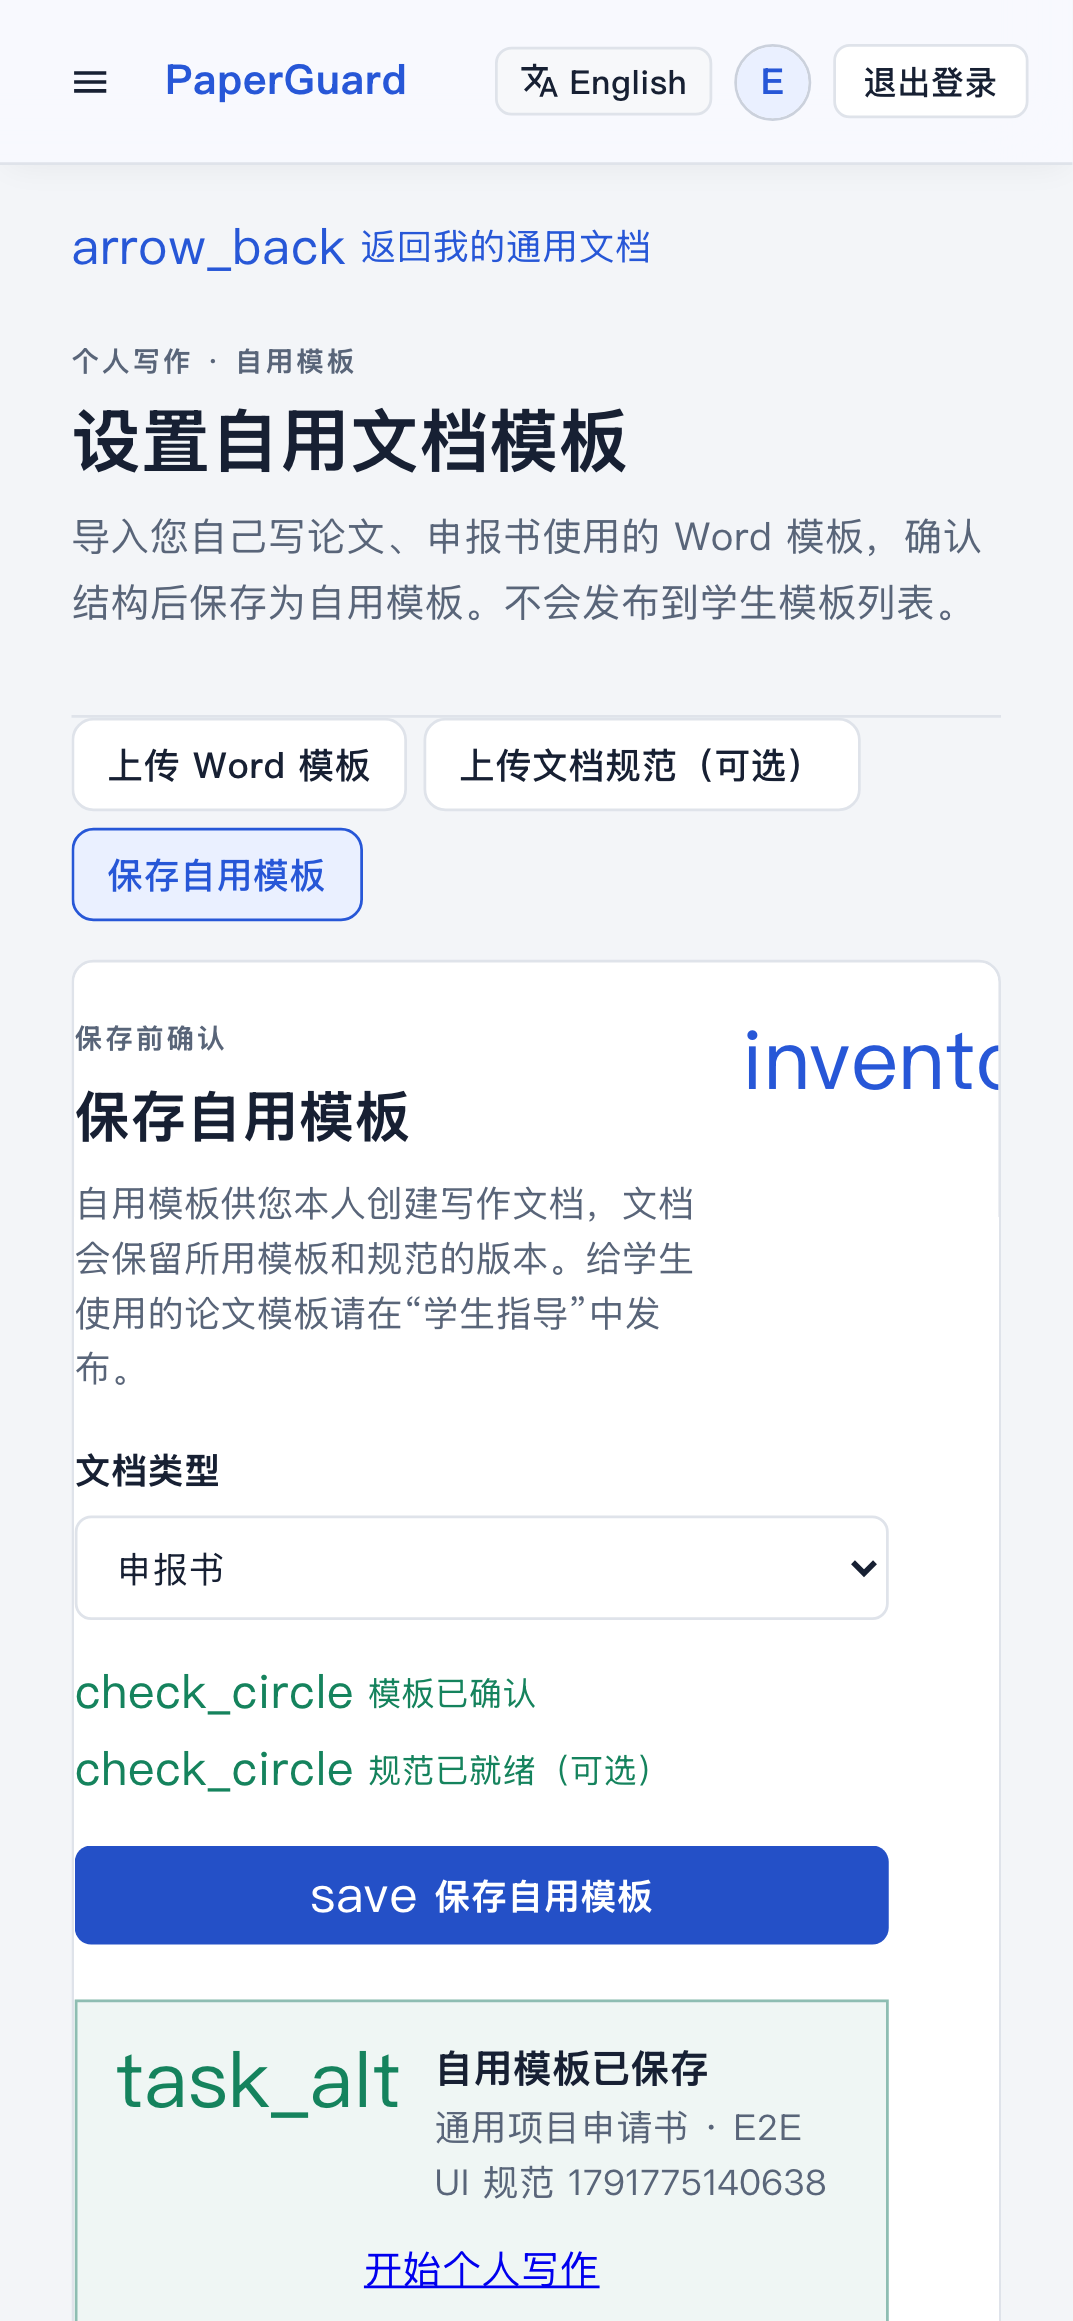 PaperGuard
English
E
退出登录
arrow_back 返回我的通用文档
个人写作 · 自用模板
设置自用文档模板
导入您自己写论文、申报书使用的 Word 模板，确认
结构后保存为自用模板。不会发布到学生模板列表。
上传 Word 模板
上传文档规范（可选）
保存自用模板
保存前确认
invento
保存自用模板
自用模板供您本人创建写作文档，文档
会保留所用模板和规范的版本。给学生
使用的论文模板请在“学生指导”中发
布。
文档类型
申报书
check_circle 模板已确认
check_circle 规范已就绪（可选）
save 保存自用模板
task_alt
自用模板已保存
通用项目申请书 · E2E
UI 规范 1791775140638
开始个人写作